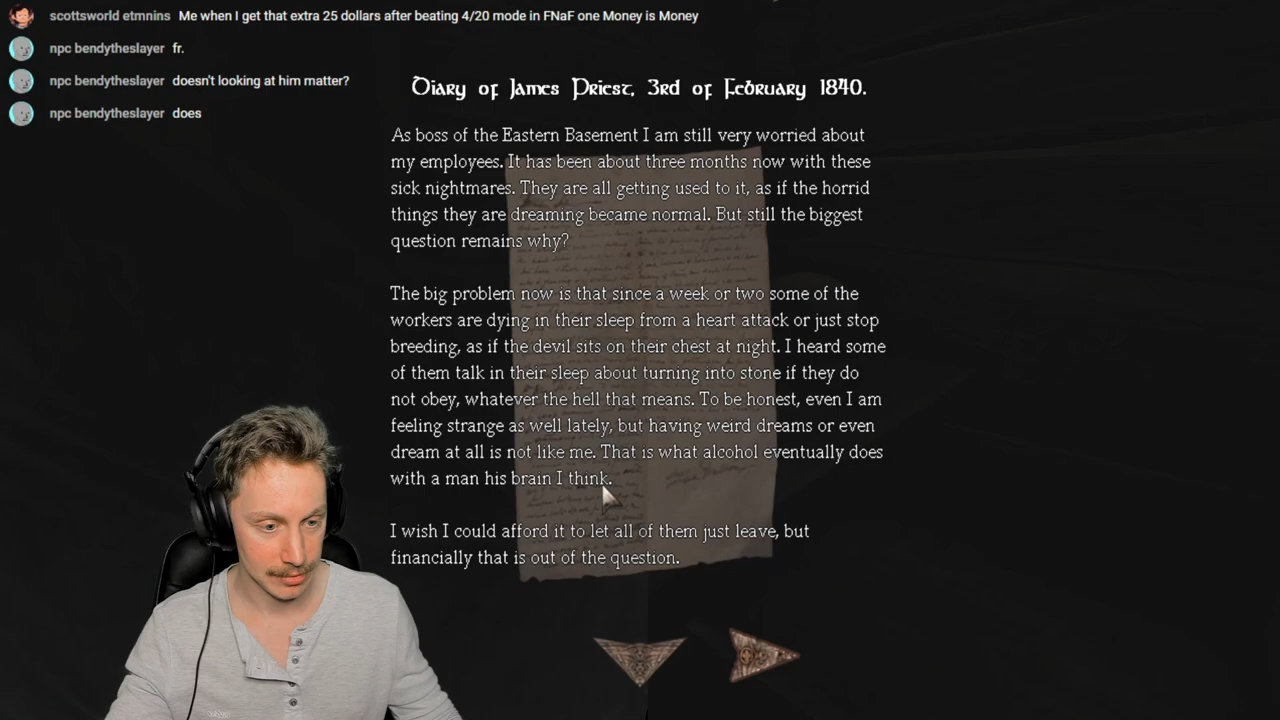 scottsworld etmnins Me when I get that extra 25 dollars after beating 4/20 mode in FNaF one Money is Money
npc bendytheslayer fr.
npc bendytheslayer doesn't looking at him matter?
npc bendytheslayer does
Diary of James Priest, 3rd of February 1840.
As boss of the Eastern Basement I am still very worried about
my employees. It has been about three months now with these
sick nightmares. They are all getting used to it, as if the horrid
things they are dreaming became normal. But still the biggest
question remains why?
The big problem now is that since a week or two some of the
workers are dying in their sleep from a heart attack or just stop
breeding, as if the devil sits on their chest at night. I heard some
of them talk in their sleep about turning into stone if they do
not obey, whatever the hell that means. To be honest, even I am
feeling strange as well lately, but having weird dreams or even
dream at all is not like me. That is what alcohol eventually does
with a man his brain I think.
I wish I could afford it to let all of them just leave, but
financially that is out of the question.